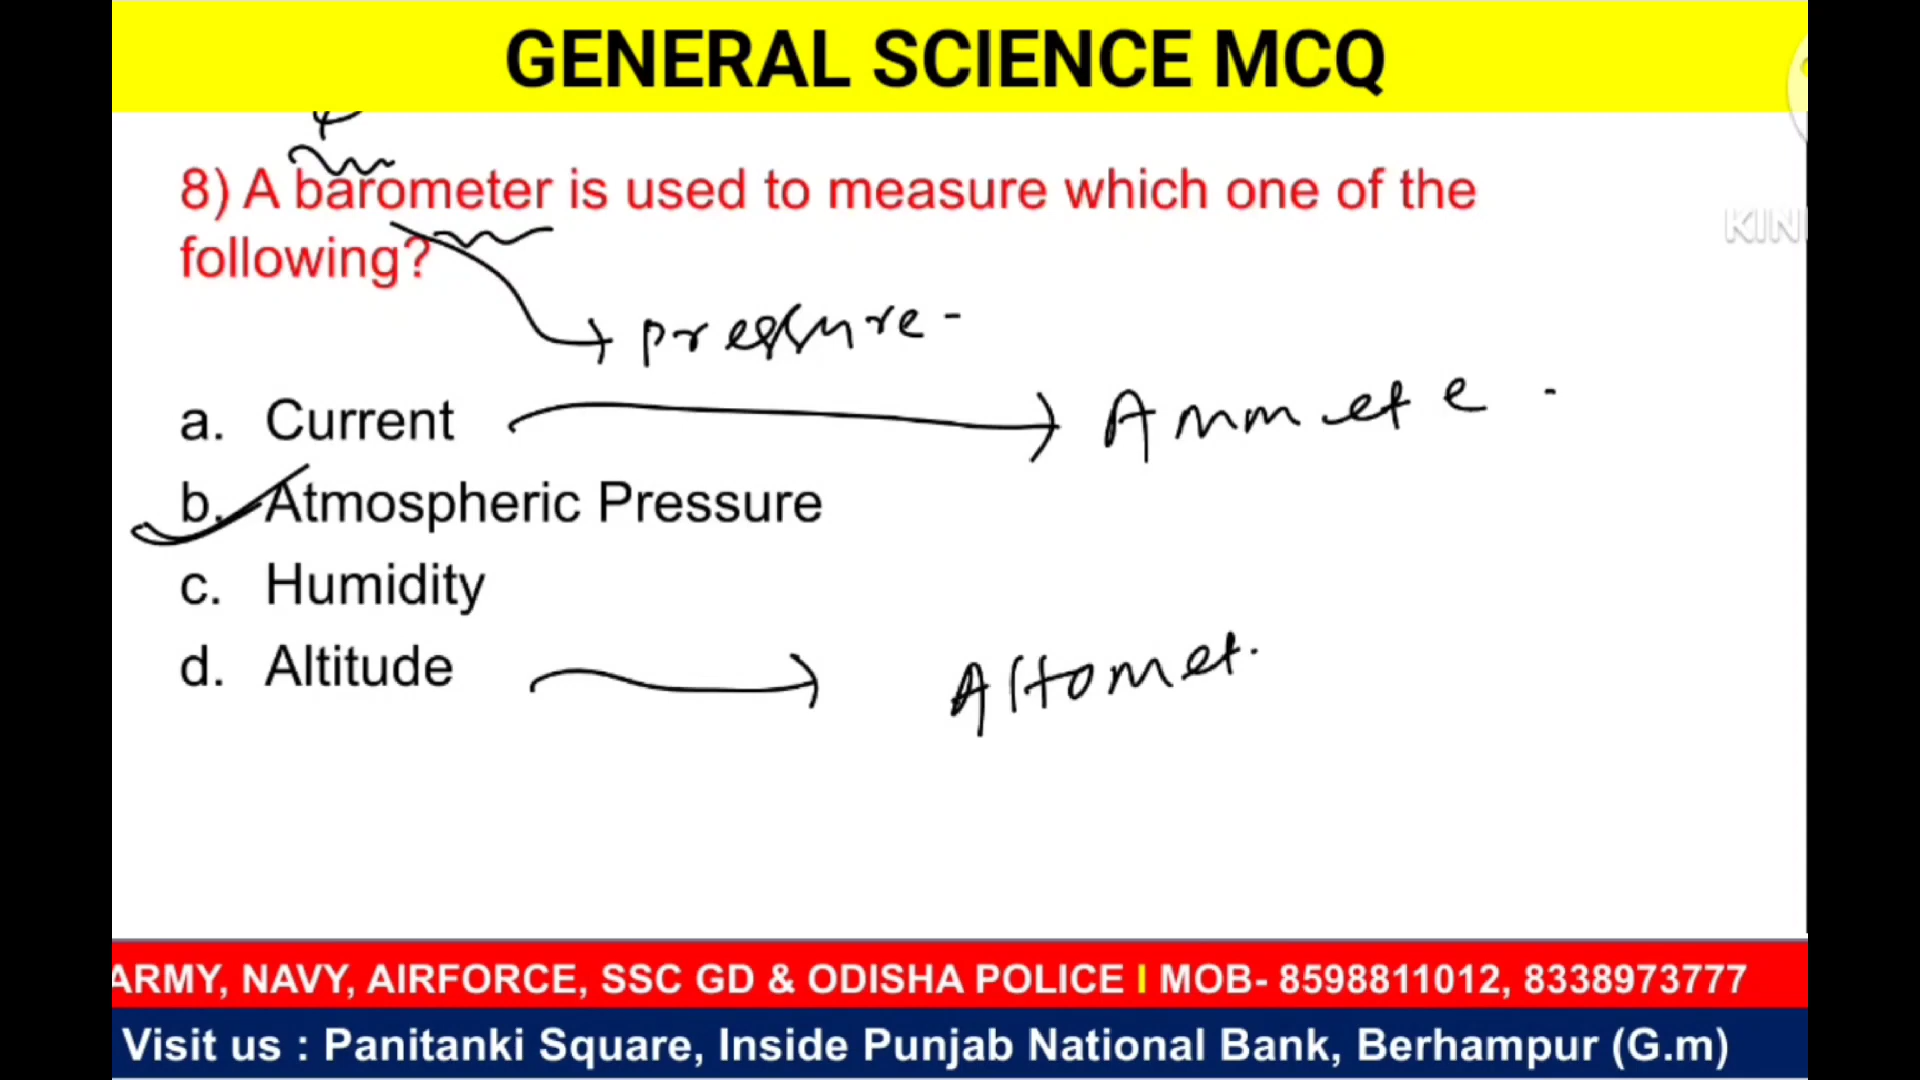 GENERAL SCIENCE MCQ
8) A barometer is used to measure which one of the
following?
KIN
pressure -
a. Current
Ammete
b. Atmospheric Pressure
c. Humidity
d. Altitude
Altomet.
ARMY, NAVY, AIRFORCE, SSC GD & ODISHA POLICE I MOB- 8598811012, 8338973777
Visit us : Panitanki Square, Inside Punjab National Bank, Berhampur (G.m)